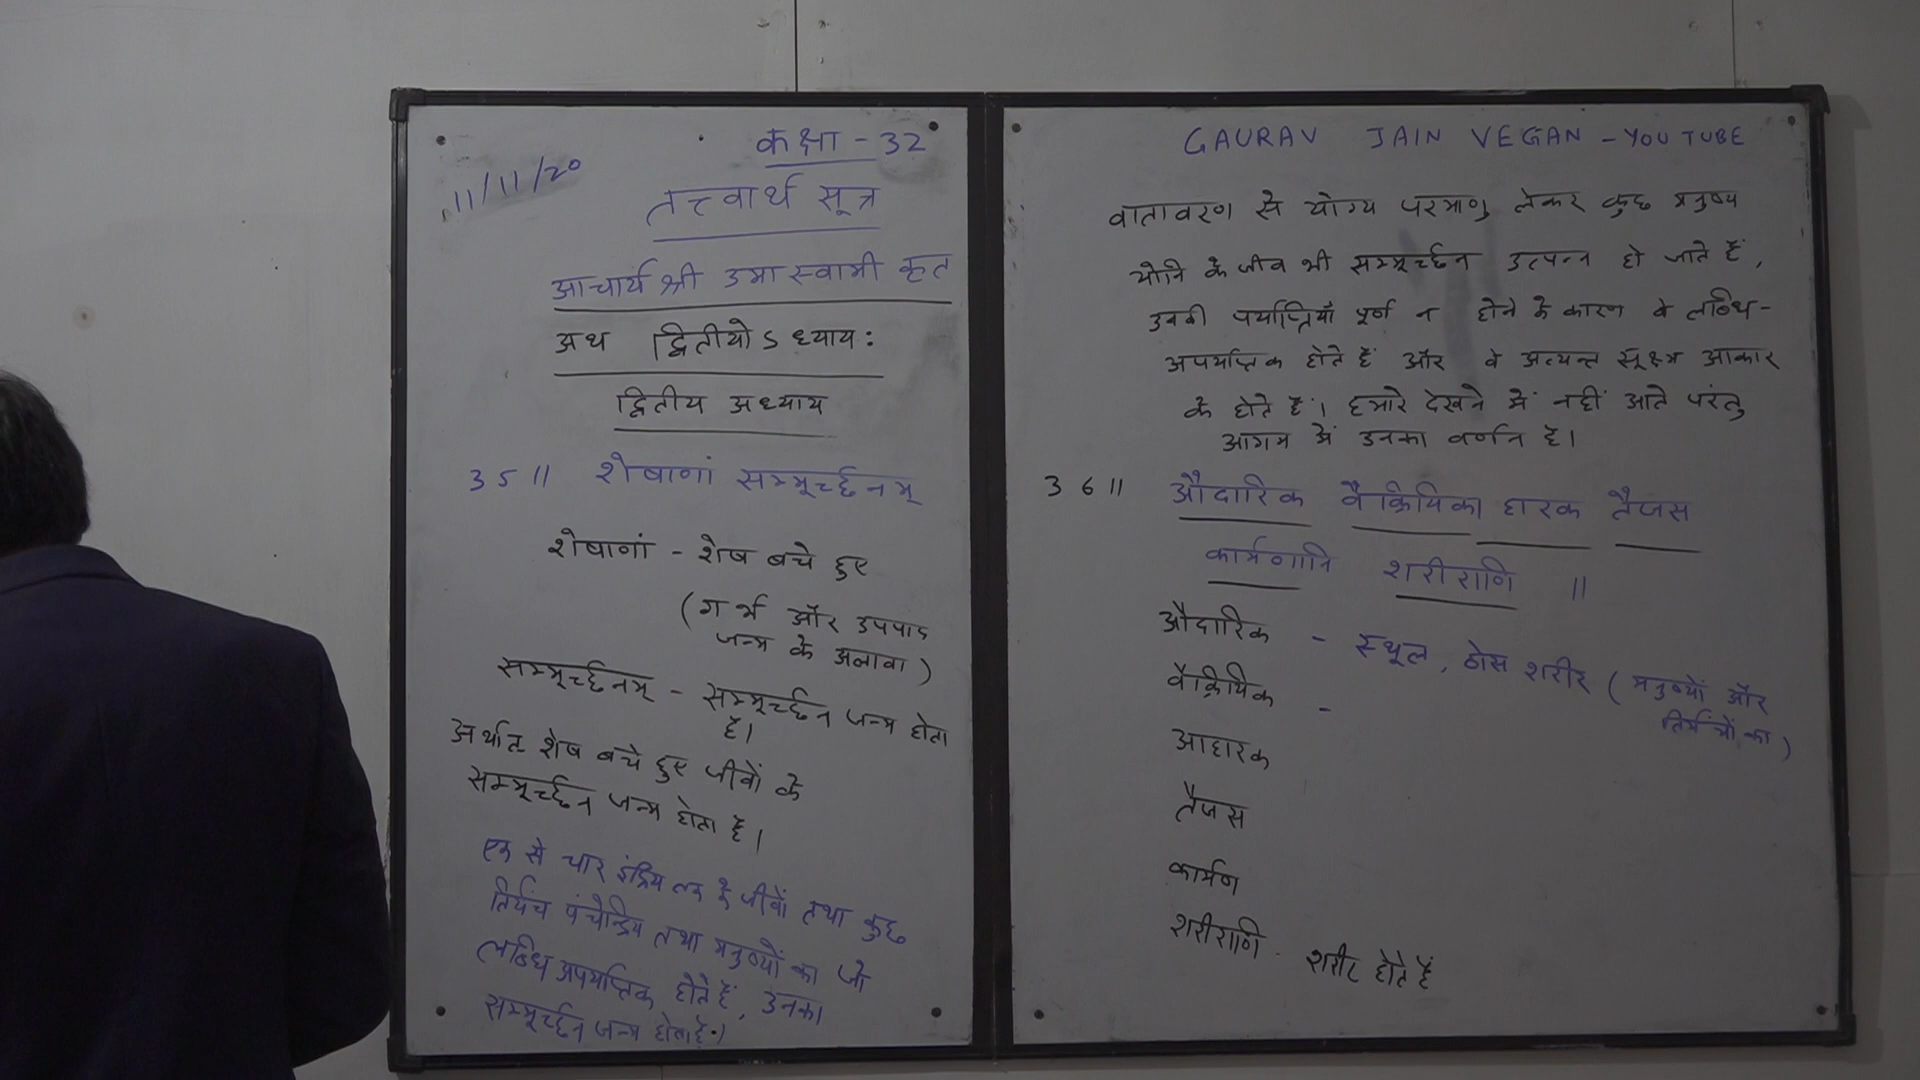 कक्षा - 32
11/11/20
तत्त्वार्थ सूत्र
आचार्य श्री उमास्वामी कृत
अथ द्वितीयोऽध्यायः
द्वितीय अध्याय
35॥ शेषाणां सम्मूर्च्छनम्
शेषाणां - शेष बचे हुए
(गर्भ और उपपाद
जन्म के अलावा)
सम्मूर्च्छनम् - सम्मूर्च्छन जन्म होता
है।
अर्थात् शेष बचे हुए जीवों के
सम्मूर्च्छन जन्म होता है।
एक से चार इंद्रिय तक के जीवों तथा कुछ
तिर्यंच पंचेन्द्रिय तथा मनुष्यों का जो
लब्धि अपर्याप्तक होते हैं, उनका
सम्मूर्च्छन जन्म होता है।
GAURAV JAIN VEGAN - YOUTUBE
वातावरण से योग्य परमाणु लेकर कुछ मनुष्य
योनि के जीव भी सम्मूर्च्छन उत्पन्न हो जाते हैं,
उनकी पर्याप्तियाँ पूर्ण न होने के कारण वे लब्धि-
अपर्याप्तक होते हैं और वे अत्यन्त सूक्ष्म आकार
के होते हैं। हमारे देखने में नहीं आते परंतु
आगम में उनका वर्णन है।
36॥ औदारिक वैक्रियिका हारक तैजस
कार्मणानि शरीराणि ॥
औदारिक - स्थूल, ठोस शरीर (मनुष्यों और
तिर्यंचों का)
वैक्रियिक -
आहारक
तैजस
कार्मण
शरीराणि - शरीर होते हैं